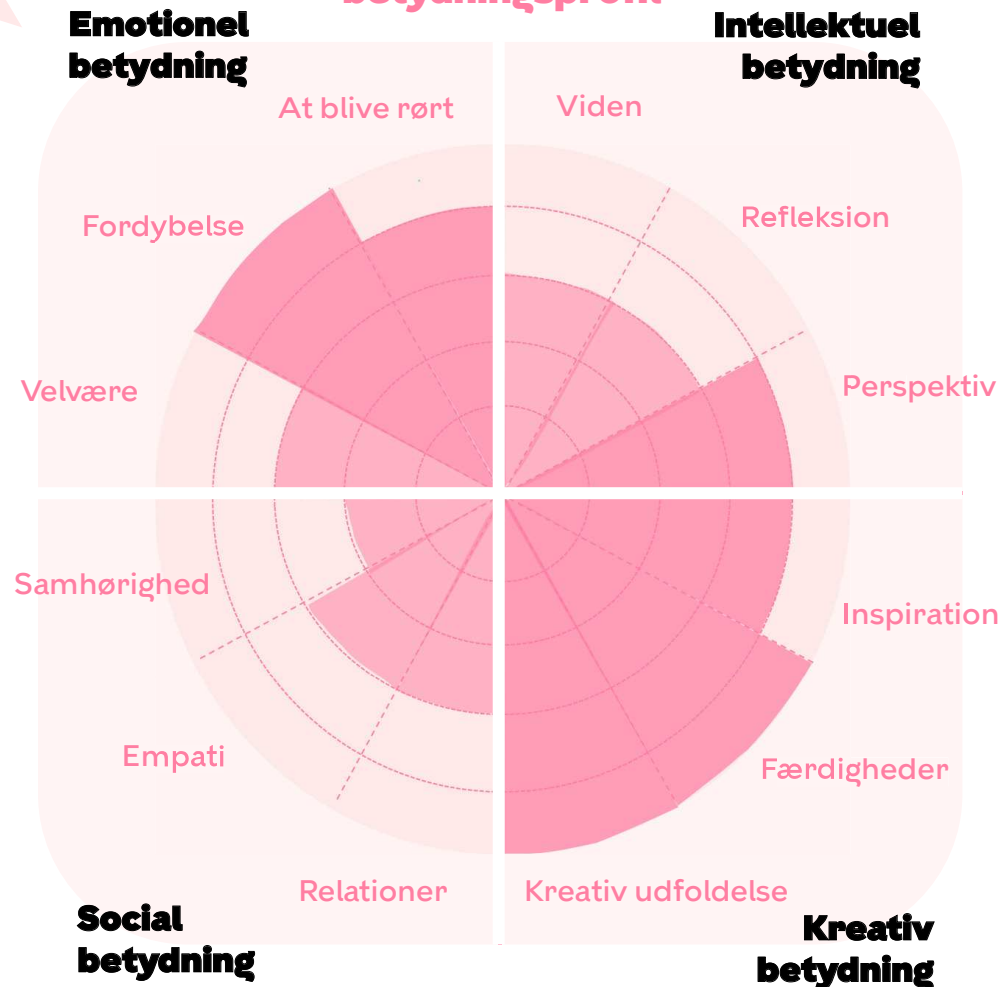 betydningsprofil
Emotionel
betydning
Intellektuel
betydning
At blive rørt
Viden
Fordybelse
Refleksion
Velvære
Perspektiv
Samhørighed
Inspiration
Empati
Færdigheder
Relationer
Kreativ udfoldelse
Social
betydning
Kreativ
betydning